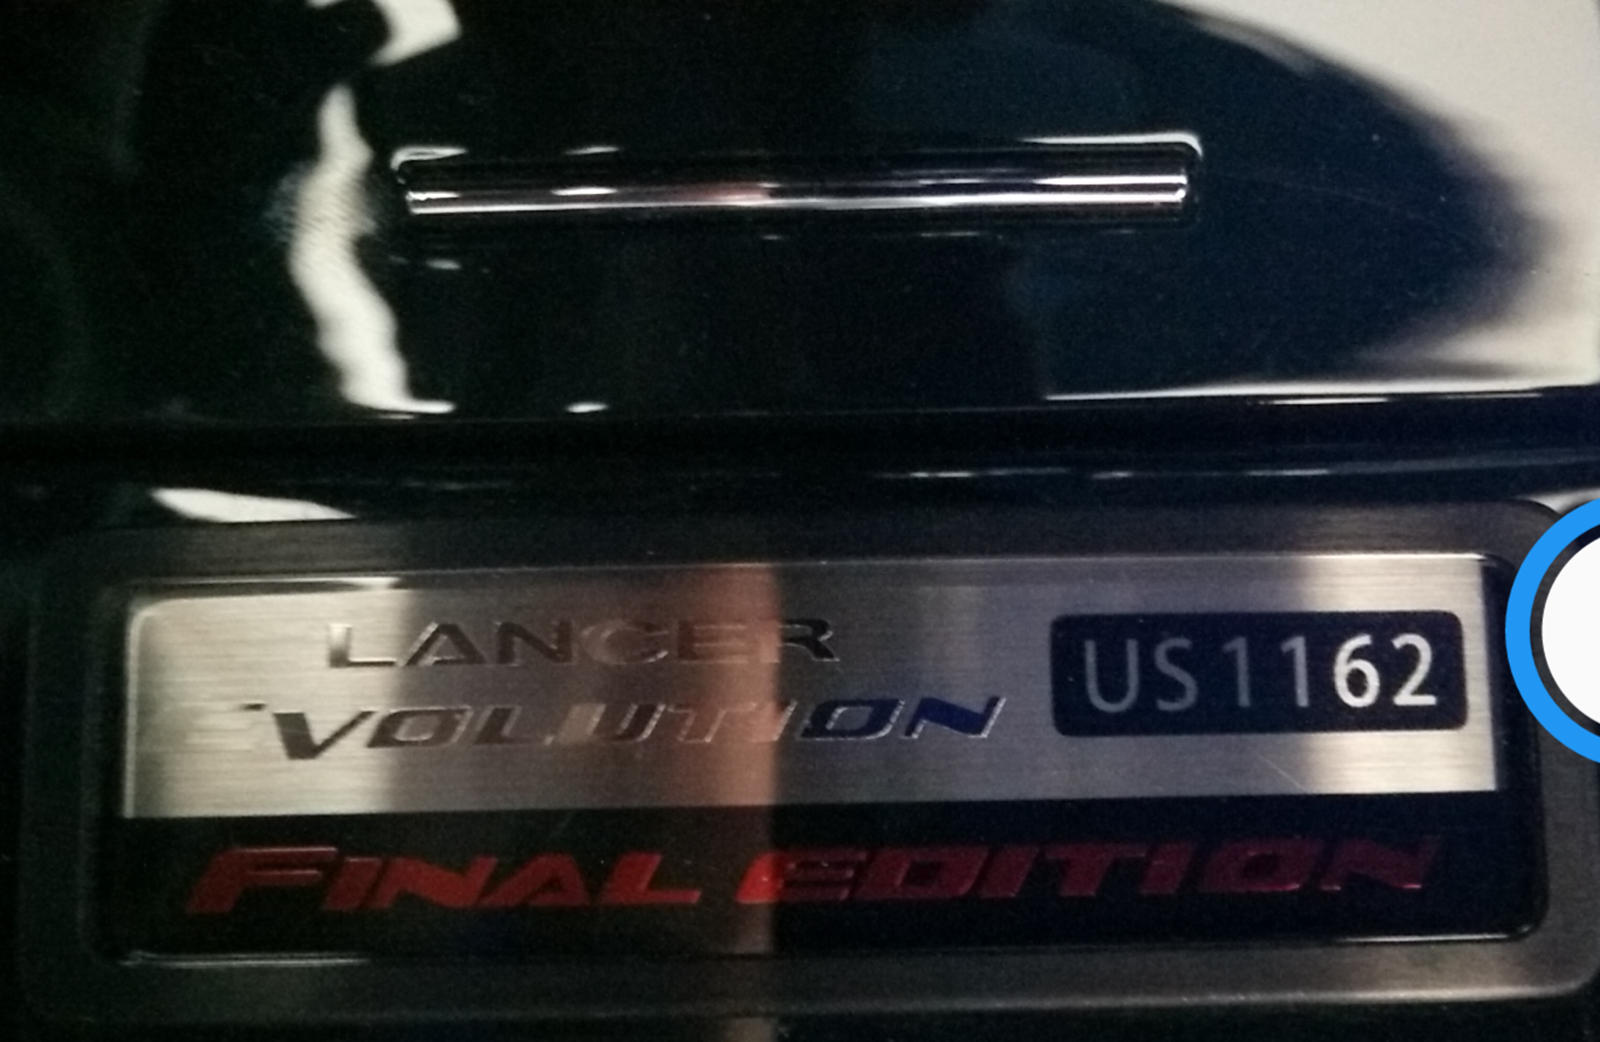 LANCER
EVOLUTION
US1162
FINAL EDITION